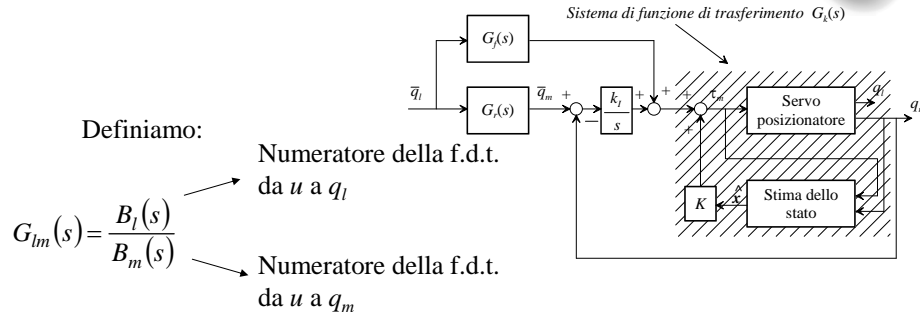 Sistema di funzione di trasferimento G_k(s)
G_f(s)
q̅_l
q̅_m
G_r(s)
+
−
k_I
s
+
+
+
+
τ_m
Servo
posizionatore
q_l
K
x̂
Stima dello
stato
Definiamo:
Numeratore della f.d.t.
da u a q_l
G_lm(s) = B_l(s) / B_m(s)
Numeratore della f.d.t.
da u a q_m